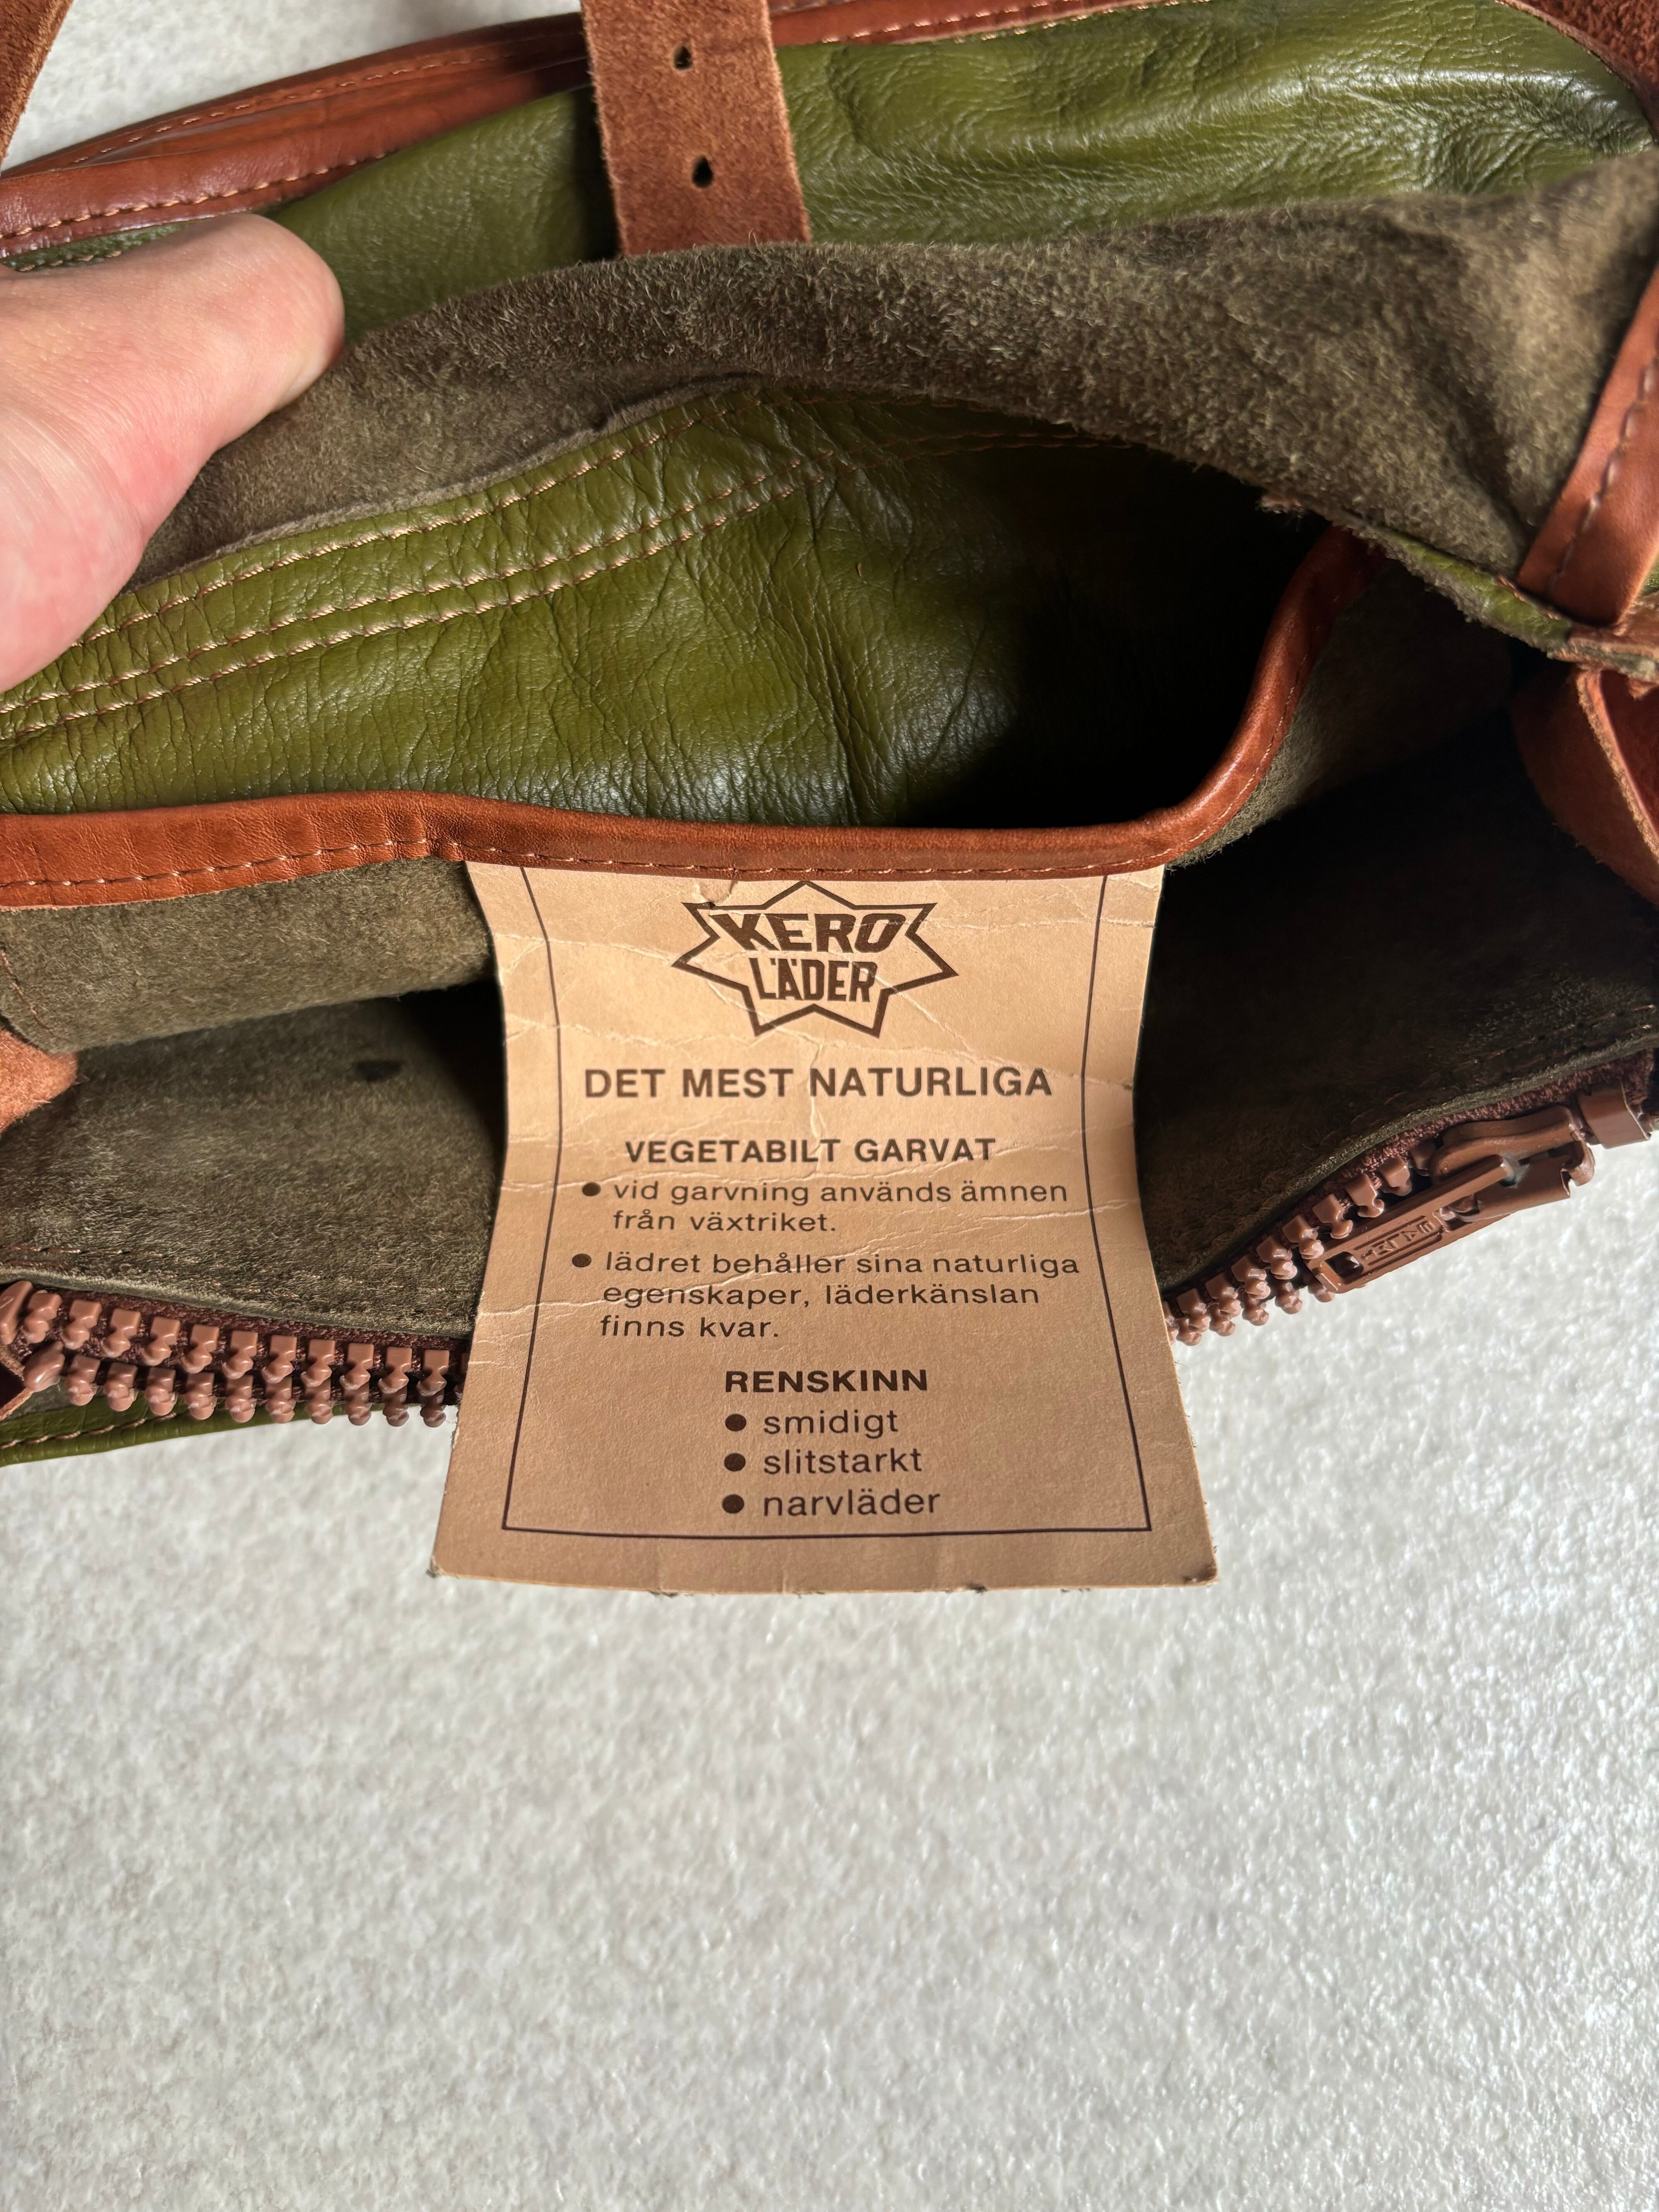 KERO
LÄDER
DET MEST NATURLIGA
VEGETABILT GARVAT
• vid garvning används ämnen
från växtriket.
• lädret behåller sina naturliga
egenskaper, läderkänslan
finns kvar.
RENSKINN
• smidigt
• slitstarkt
• narvläder